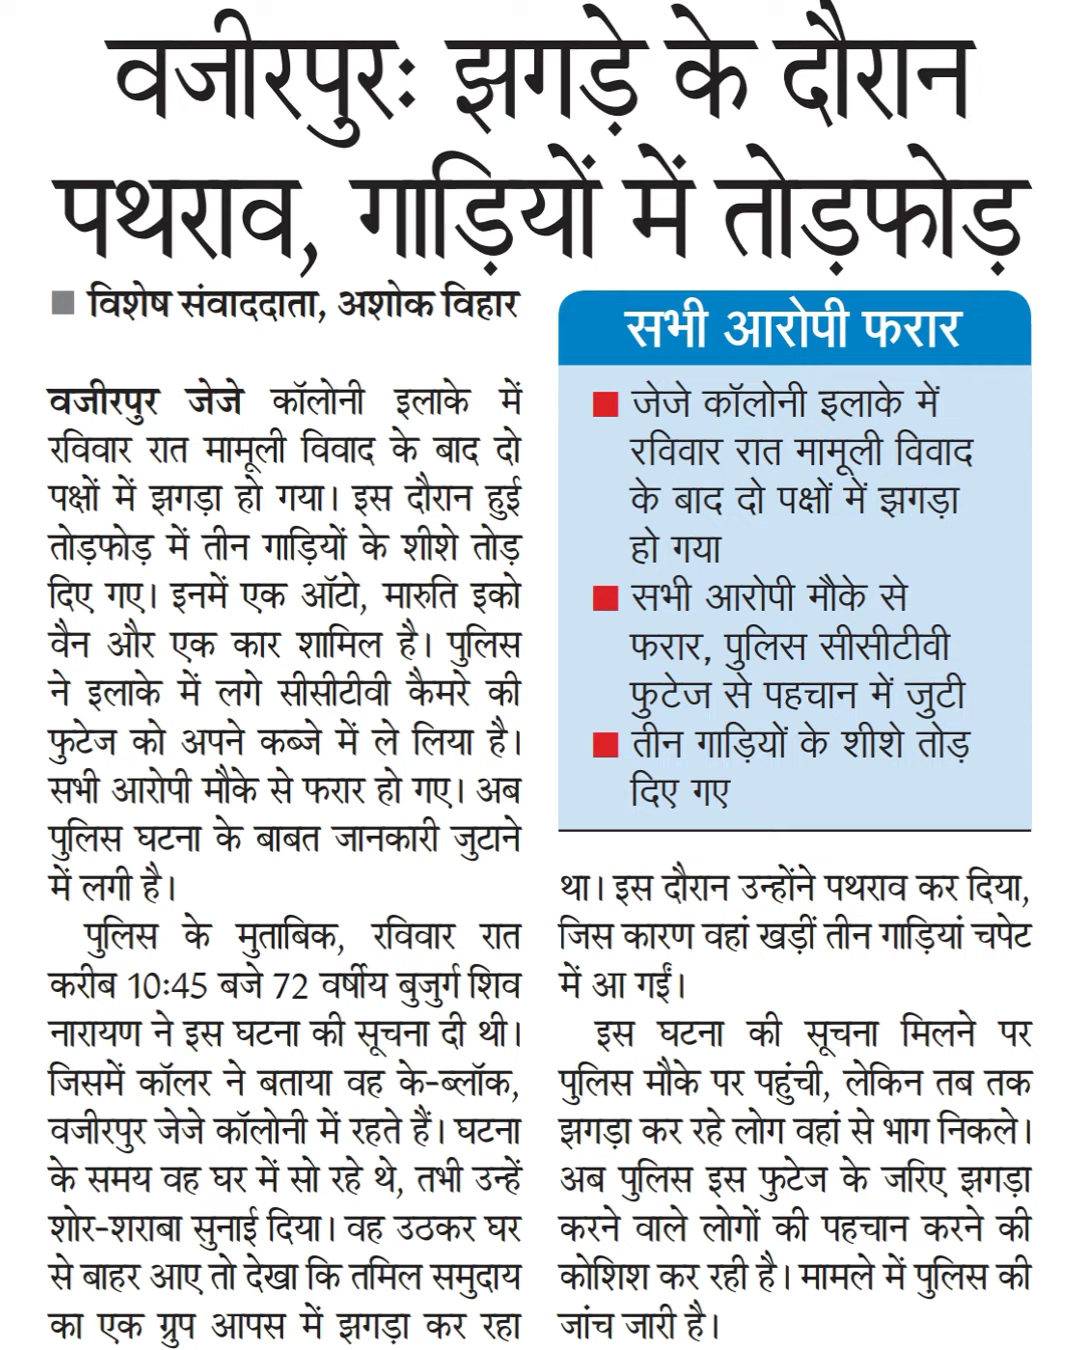 वजीरपुरः झगड़े के दौरान
पथराव, गाड़ियों में तोड़फोड़
■ विशेष संवाददाता, अशोक विहार
वजीरपुर जेजे कॉलोनी इलाके में
रविवार रात मामूली विवाद के बाद दो
पक्षों में झगड़ा हो गया। इस दौरान हुई
तोड़फोड़ में तीन गाड़ियों के शीशे तोड़
दिए गए। इनमें एक ऑटो, मारुति इको
वैन और एक कार शामिल है। पुलिस
ने इलाके में लगे सीसीटीवी कैमरे की
फुटेज को अपने कब्जे में ले लिया है।
सभी आरोपी मौके से फरार हो गए। अब
पुलिस घटना के बाबत जानकारी जुटाने
में लगी है।
पुलिस के मुताबिक, रविवार रात
करीब 10:45 बजे 72 वर्षीय बुजुर्ग शिव
नारायण ने इस घटना की सूचना दी थी।
जिसमें कॉलर ने बताया वह के-ब्लॉक,
वजीरपुर जेजे कॉलोनी में रहते हैं। घटना
के समय वह घर में सो रहे थे, तभी उन्हें
शोर-शराबा सुनाई दिया। वह उठकर घर
से बाहर आए तो देखा कि तमिल समुदाय
का एक ग्रुप आपस में झगड़ा कर रहा
सभी आरोपी फरार
■ जेजे कॉलोनी इलाके में
रविवार रात मामूली विवाद
के बाद दो पक्षों में झगड़ा
हो गया
■ सभी आरोपी मौके से
फरार, पुलिस सीसीटीवी
फुटेज से पहचान में जुटी
■ तीन गाड़ियों के शीशे तोड़
दिए गए
था। इस दौरान उन्होंने पथराव कर दिया,
जिस कारण वहां खड़ीं तीन गाड़ियां चपेट
में आ गईं।
इस घटना की सूचना मिलने पर
पुलिस मौके पर पहुंची, लेकिन तब तक
झगड़ा कर रहे लोग वहां से भाग निकले।
अब पुलिस इस फुटेज के जरिए झगड़ा
करने वाले लोगों की पहचान करने की
कोशिश कर रही है। मामले में पुलिस की
जांच जारी है।